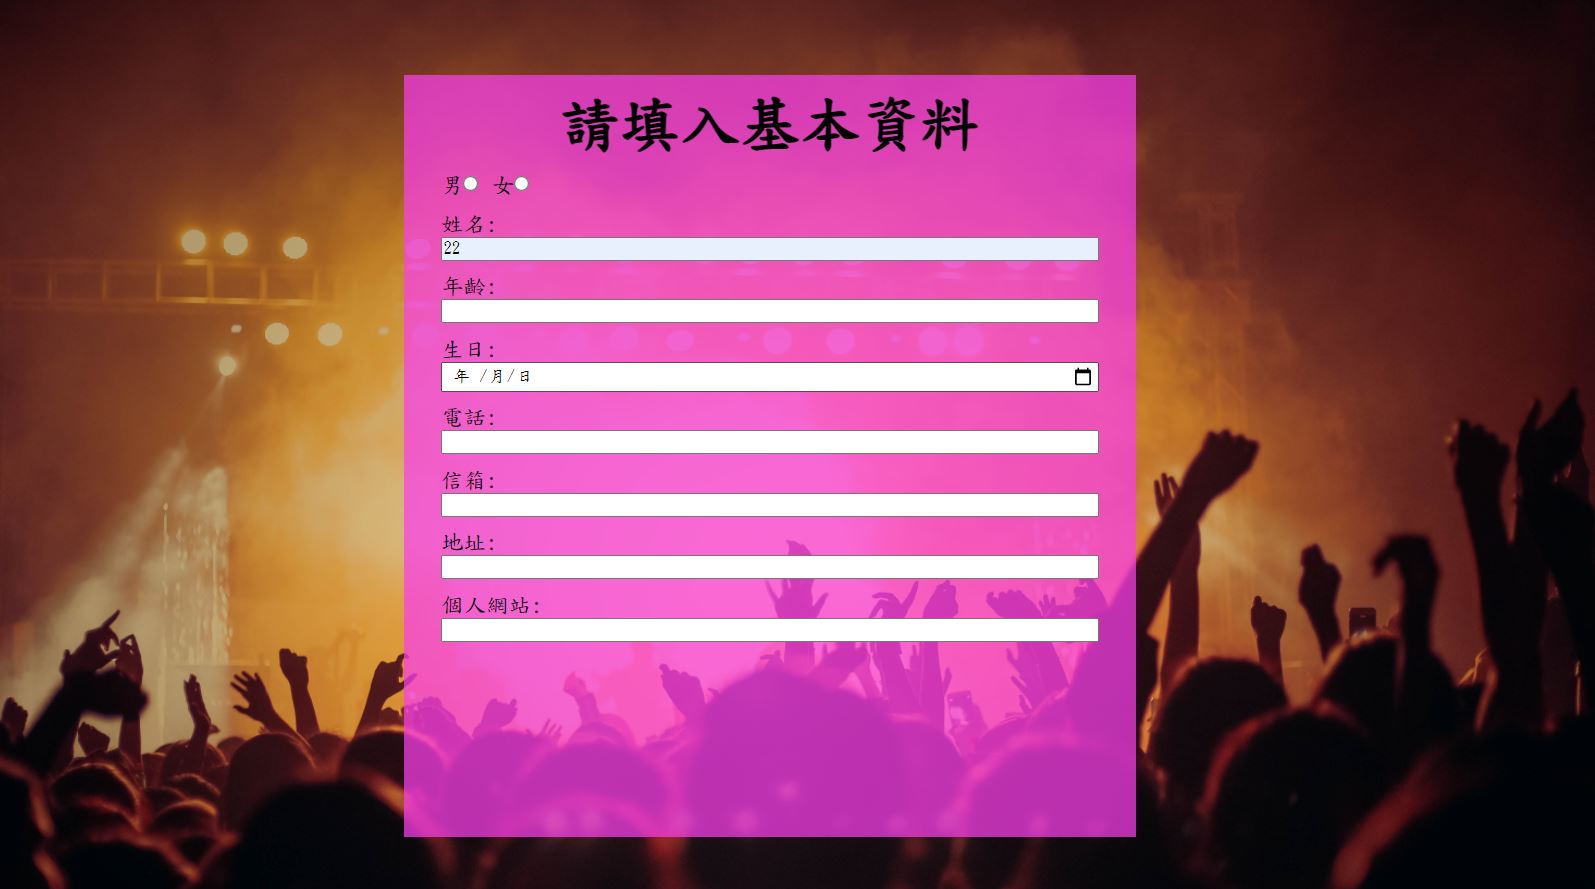 請填入基本資料
男 女
姓名:
22
年齡:
生日:
年 /月/日
電話:
信箱:
地址:
個人網站: